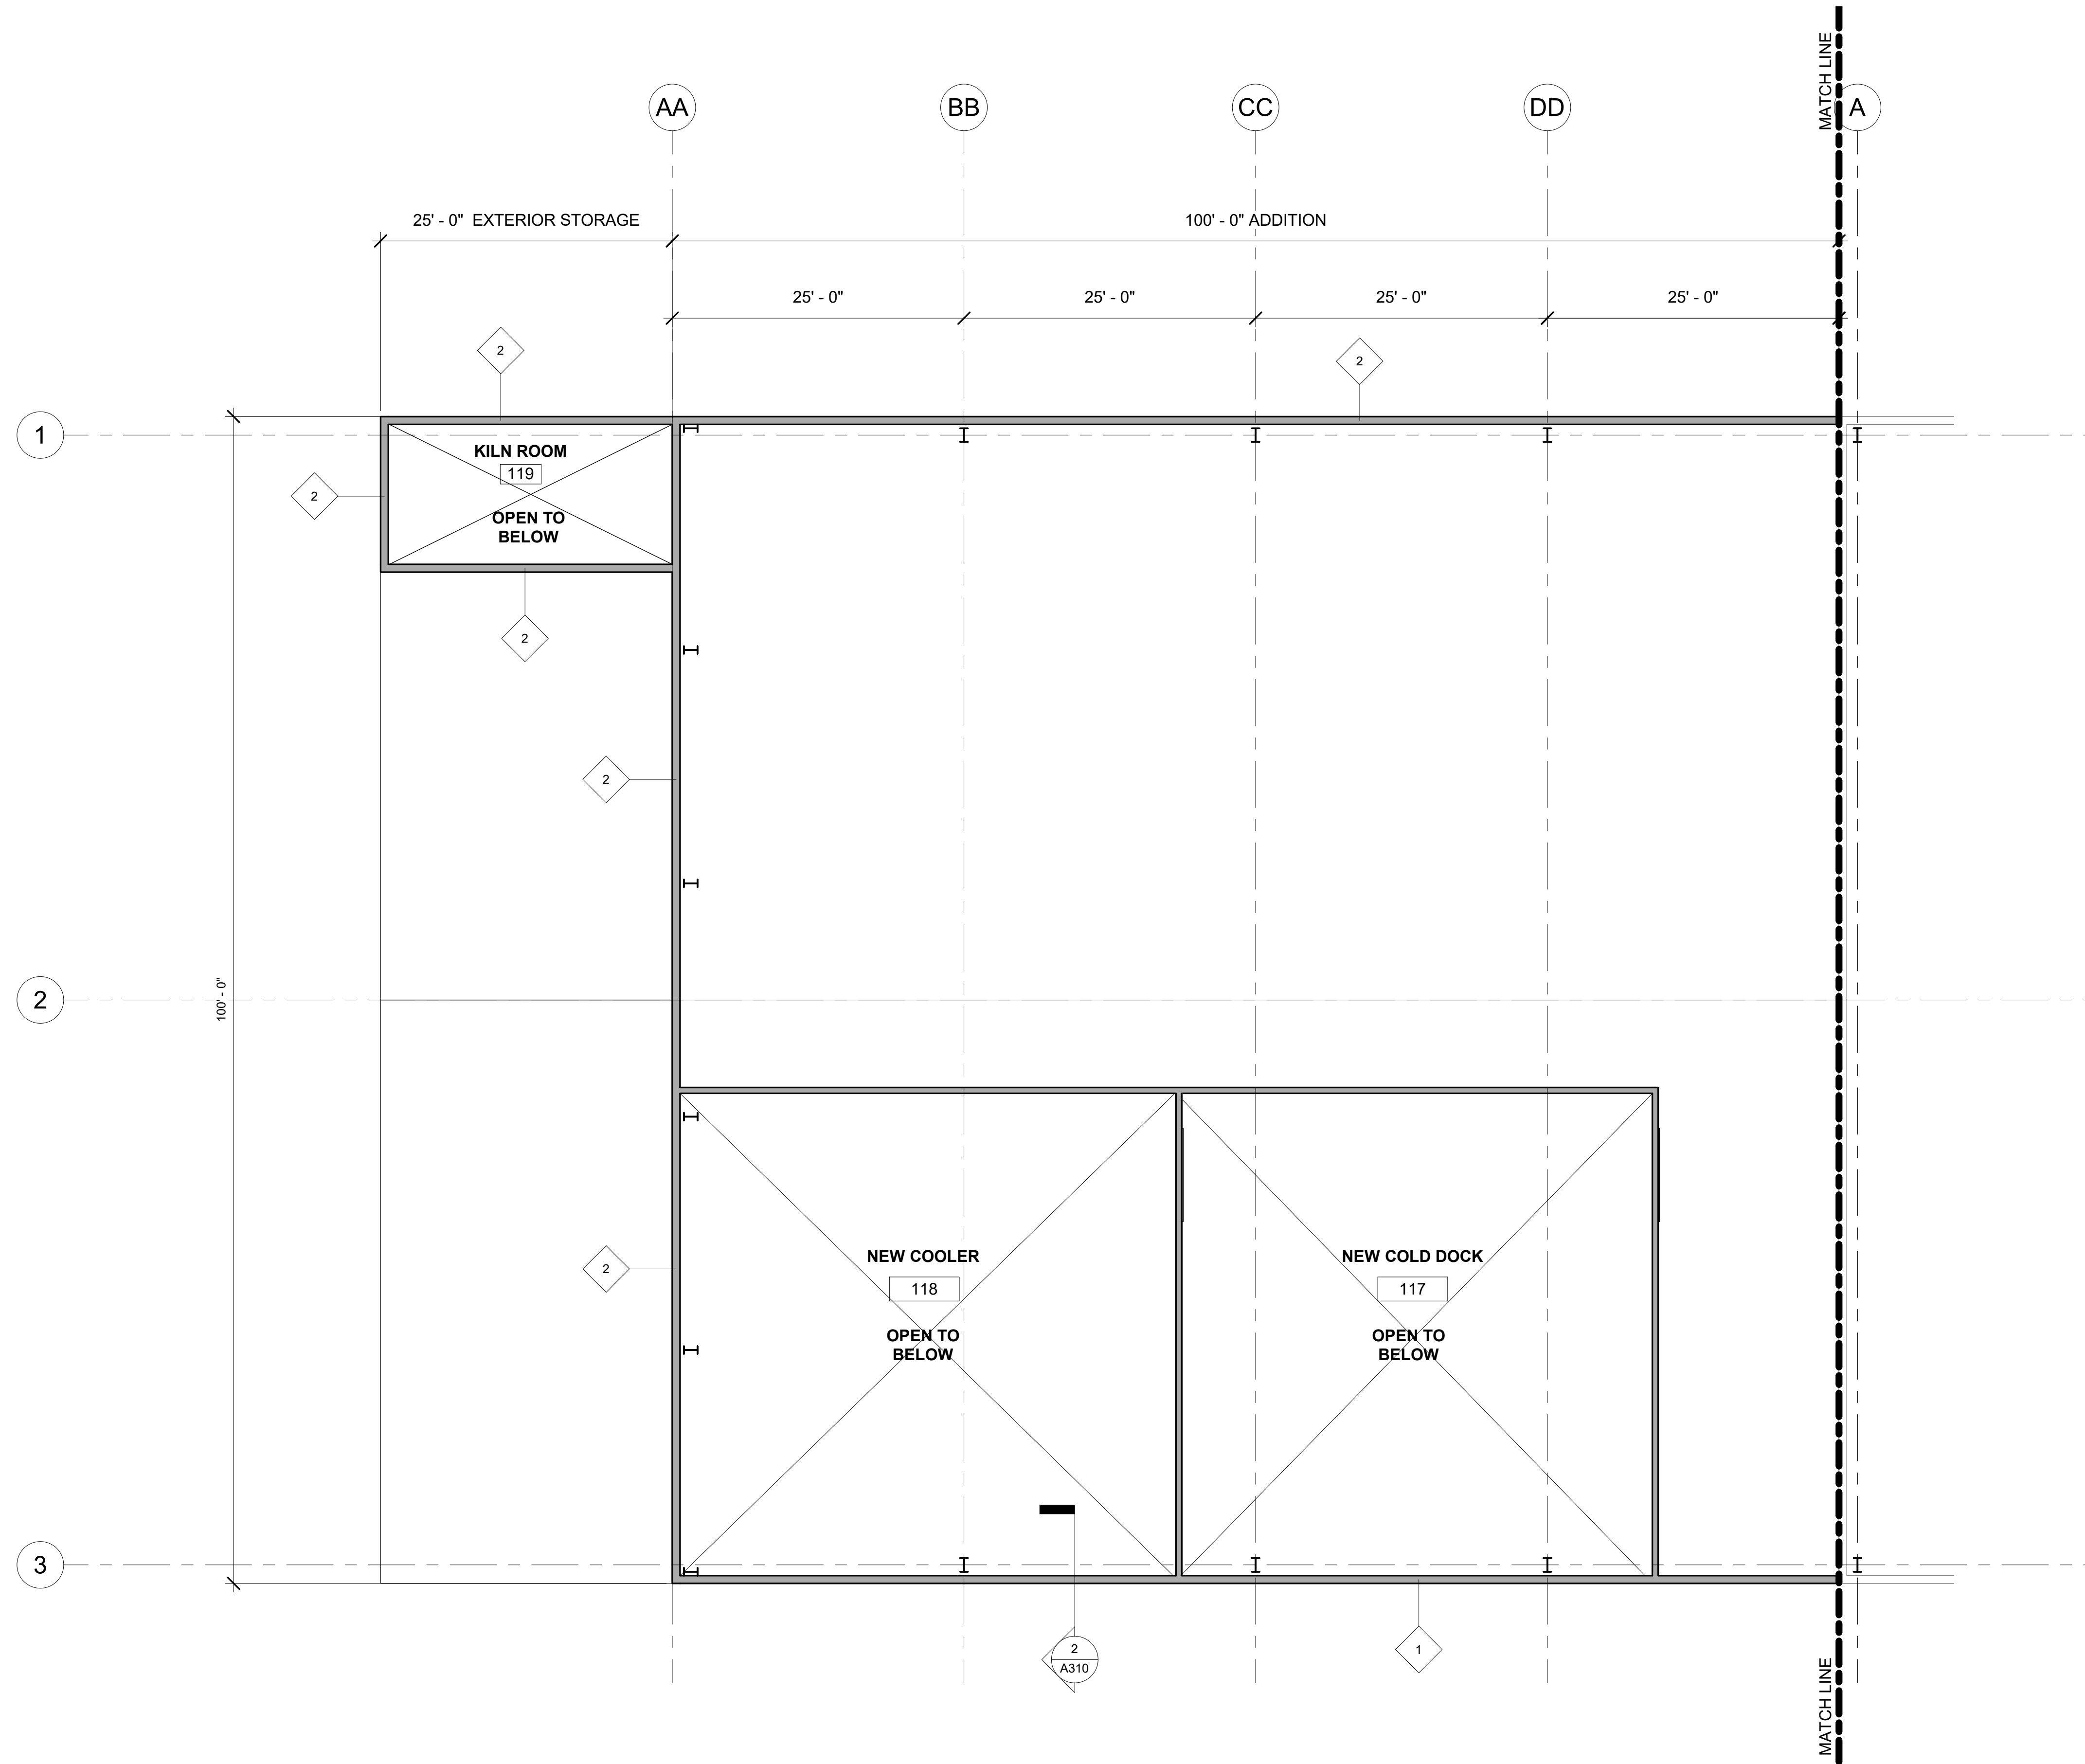 MATCH LINE
AA
BB
CC
DD
A
25' - 0"  EXTERIOR STORAGE
100' - 0" ADDITION
25' - 0"
25' - 0"
25' - 0"
25' - 0"
2
2
1
KILN ROOM
119
2
OPEN TO
BELOW
2
2
2
100' - 0"
NEW COOLER
NEW COLD DOCK
2
118
117
OPEN TO
BELOW
OPEN TO
BELOW
3
2
A310
1
MATCH LINE